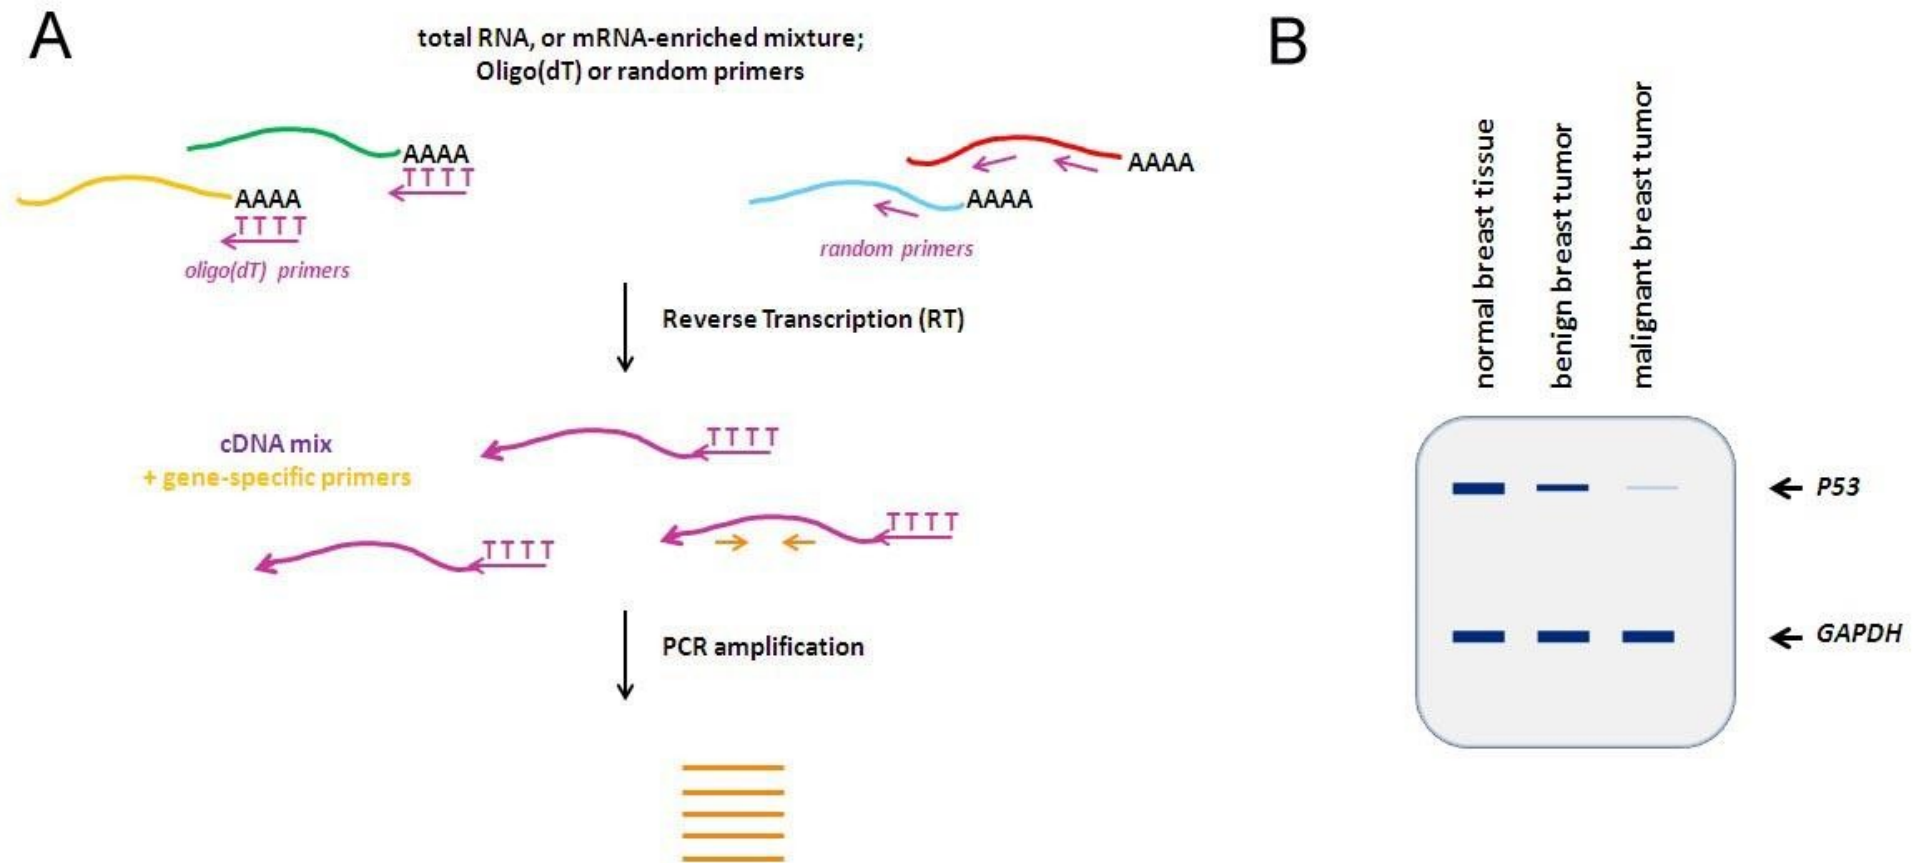 A
total RNA, or mRNA-enriched mixture;
Oligo(dT) or random primers
AAAA
TTTT
AAAA
TTTT
oligo(dT) primers
AAAA
AAAA
random primers
Reverse Transcription (RT)
cDNA mix
+ gene-specific primers
TTTT
TTTT
TTTT
PCR amplification
B
normal breast tissue
benign breast tumor
malignant breast tumor
P53
GAPDH